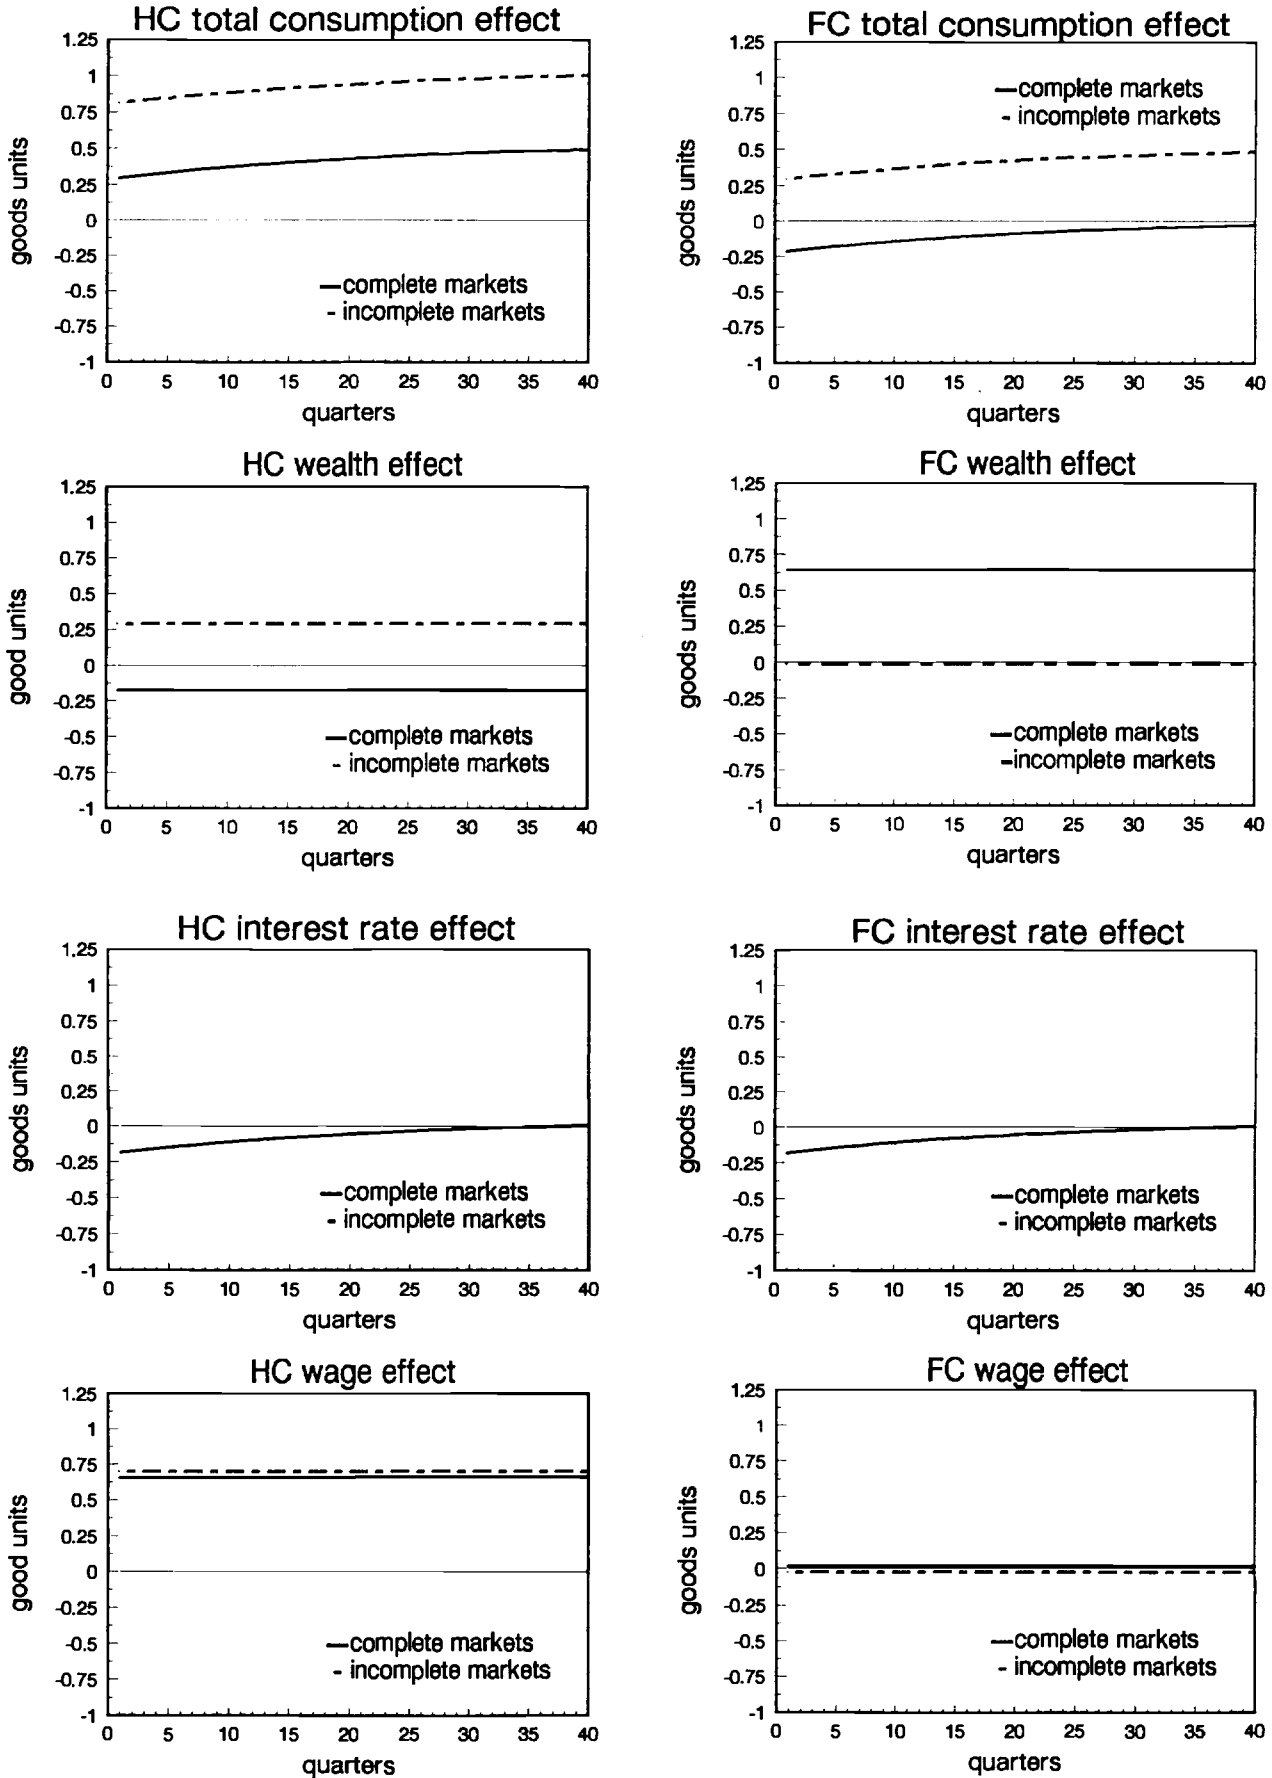 HC total consumption effect
1.25
1
0.75
0.5
0.25
0
-0.25
-0.5
-0.75
-1
goods units
complete markets
incomplete markets
0 5 10 15 20 25 30 35 40
quarters
FC total consumption effect
1.25
1
0.75
0.5
0.25
0
-0.25
-0.5
-0.75
-1
goods units
complete markets
incomplete markets
0 5 10 15 20 25 30 35 40
quarters
HC wealth effect
1.25
1
0.75
0.5
0.25
0
-0.25
-0.5
-0.75
-1
good units
complete markets
incomplete markets
0 5 10 15 20 25 30 35 40
quarters
FC wealth effect
1.25
1
0.75
0.5
0.25
0
-0.25
-0.5
-0.75
-1
goods units
complete markets
incomplete markets
0 5 10 15 20 25 30 35 40
quarters
HC interest rate effect
1.25
1
0.75
0.5
0.25
0
-0.25
-0.5
-0.75
-1
goods units
complete markets
incomplete markets
0 5 10 15 20 25 30 35 40
quarters
FC interest rate effect
1.25
1
0.75
0.5
0.25
0
-0.25
-0.5
-0.75
-1
goods units
complete markets
incomplete markets
0 5 10 15 20 25 30 35 40
quarters
HC wage effect
1.25
1
0.75
0.5
0.25
0
-0.25
-0.5
-0.75
-1
good units
complete markets
incomplete markets
0 5 10 15 20 25 30 35 40
quarters
FC wage effect
1.25
1
0.75
0.5
0.25
0
-0.25
-0.5
-0.75
-1
goods units
complete markets
incomplete markets
0 5 10 15 20 25 30 35 40
quarters